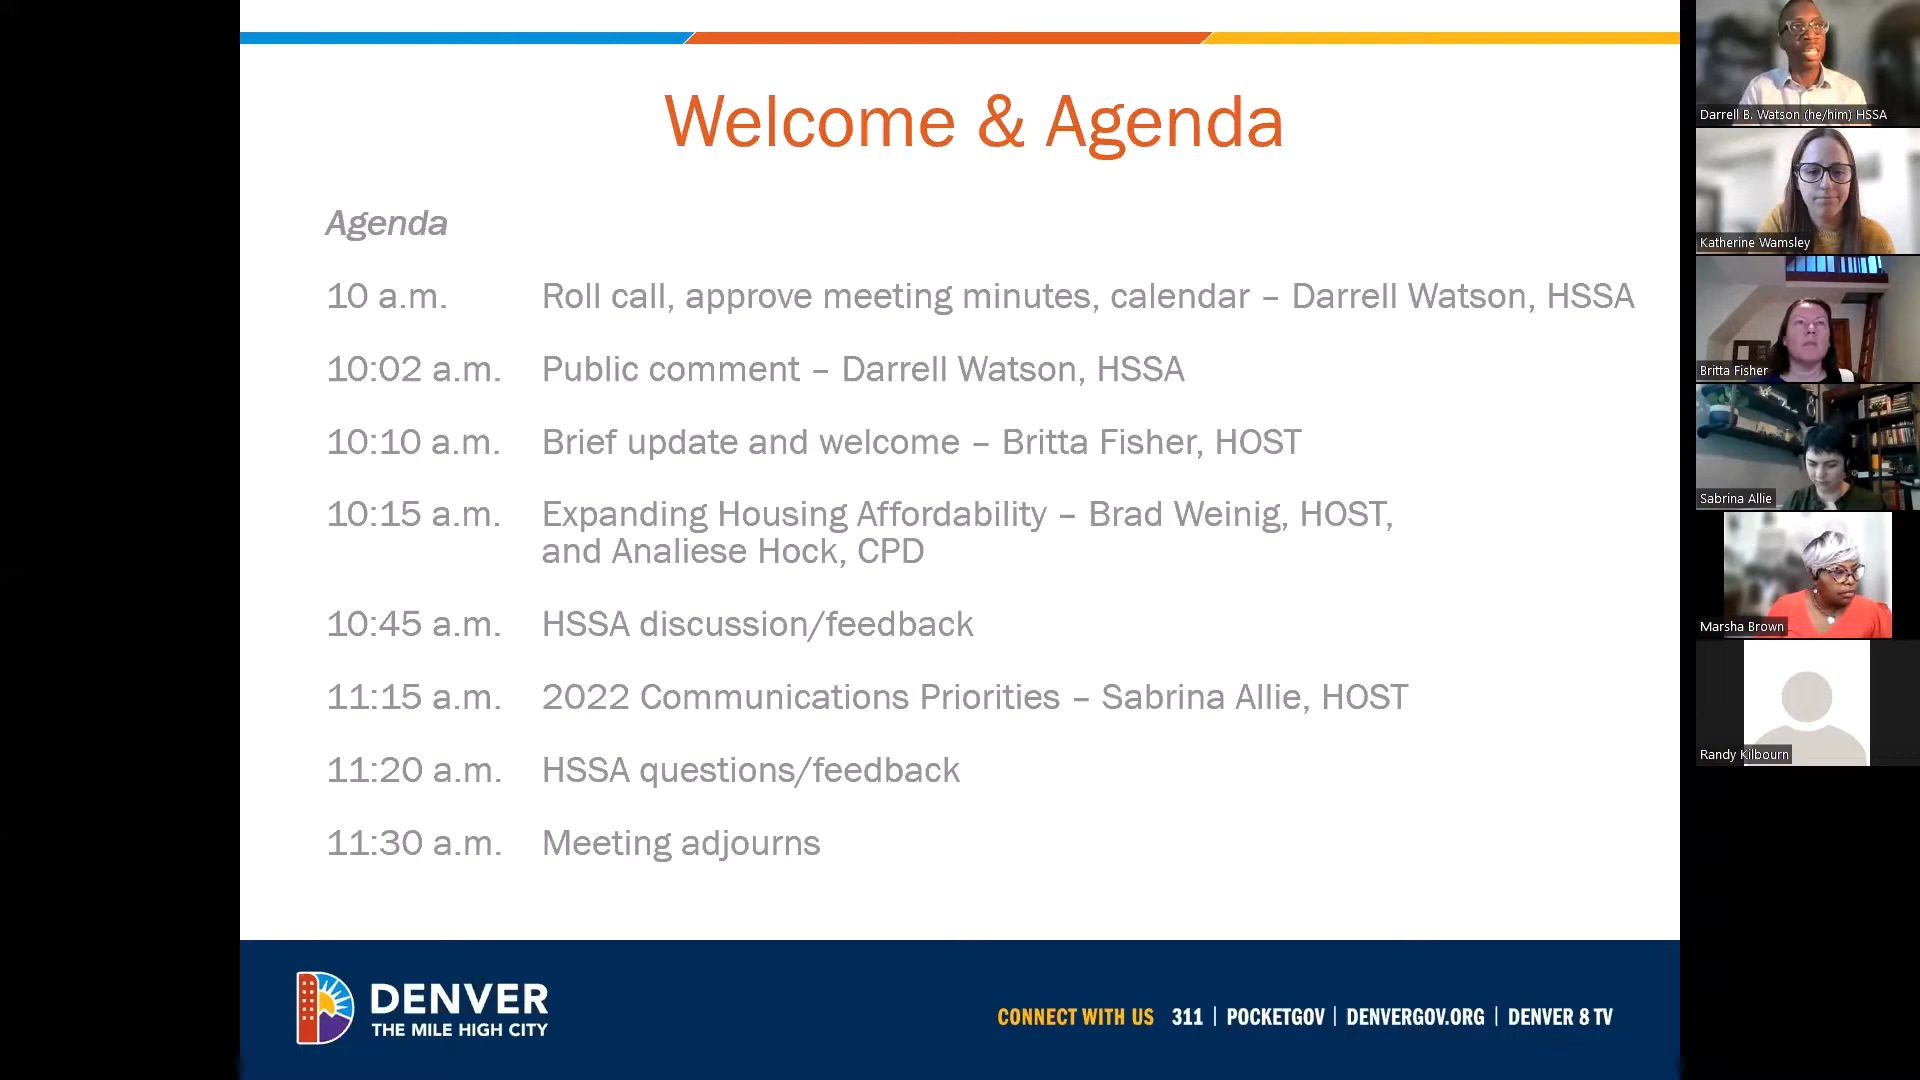 Welcome & Agenda
Agenda
10 a.m. Roll call, approve meeting minutes, calendar – Darrell Watson, HSSA
10:02 a.m. Public comment – Darrell Watson, HSSA
10:10 a.m. Brief update and welcome – Britta Fisher, HOST
10:15 a.m. Expanding Housing Affordability – Brad Weinig, HOST,
and Analiese Hock, CPD
10:45 a.m. HSSA discussion/feedback
11:15 a.m. 2022 Communications Priorities – Sabrina Allie, HOST
11:20 a.m. HSSA questions/feedback
11:30 a.m. Meeting adjourns
DENVER
THE MILE HIGH CITY
CONNECT WITH US 311 | POCKETGOV | DENVERGOV.ORG | DENVER 8 TV
Darrell B. Watson (he/him) HSSA
Katherine Wamsley
Britta Fisher
Sabrina Allie
Marsha Brown
Randy Kilbourn